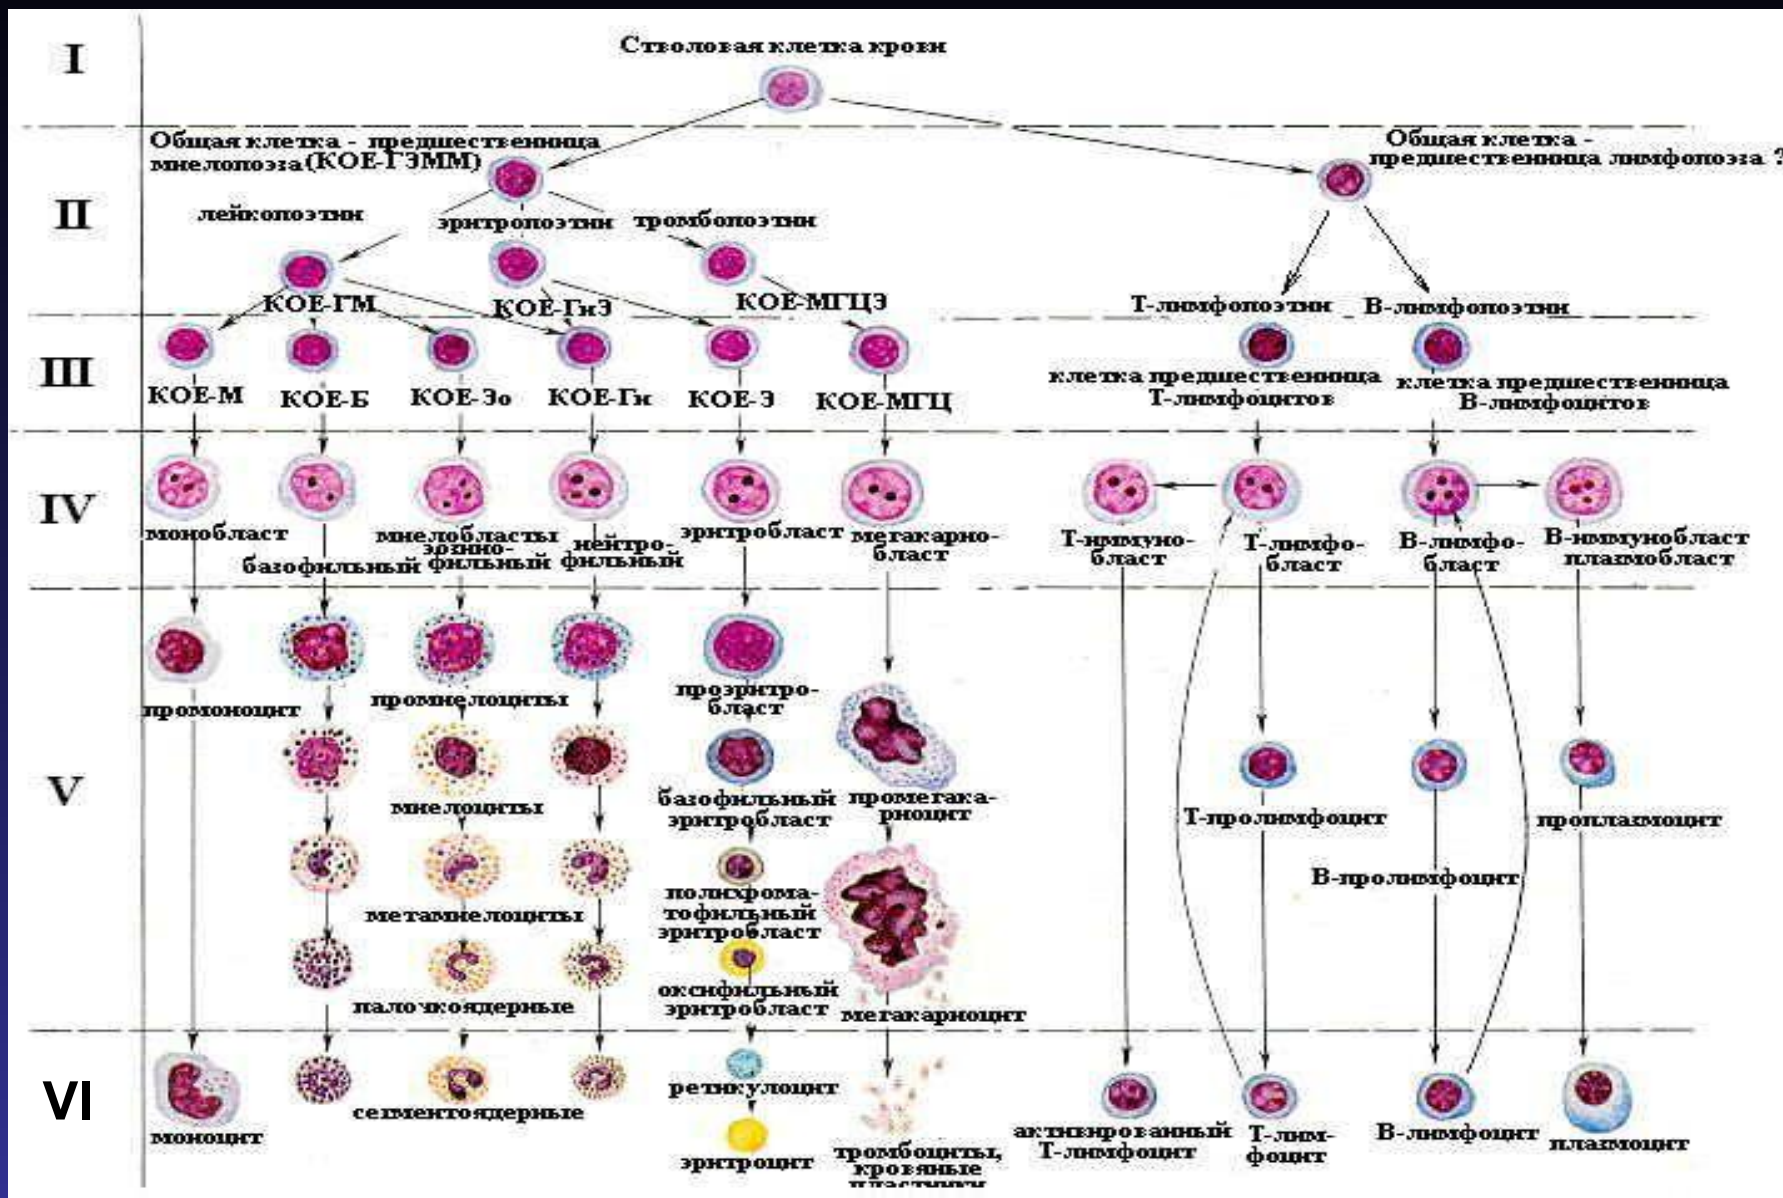 I
Стволовая клетка крови
II
Общая клетка - предшественница
миелопоэза(КОЕ-ГЭММ)
Общая клетка -
предшественница лимфопоэза ?
лейкопоэтин
эритропоэтин
тромбопоэтин
КОЕ-ГМ
КОЕ-ГнЭ
КОЕ-МГЦЭ
Т-лимфопоэтин
В-лимфопоэтин
III
КОЕ-М
КОЕ-Б
КОЕ-Эо
КОЕ-Гн
КОЕ-Э
КОЕ-МГЦ
клетка предшественница
Т-лимфоцитов
клетка предшественница
В-лимфоцитов
IV
монобласт
миелобласты
базофильный
эозино-
фильный
нейтро-
фильный
эритробласт
мегакарио-
бласт
Т-иммуно-
бласт
Т-лимфо-
бласт
В-лимфо-
бласт
В-иммунобласт
плазмобласт
V
промоноцит
промиелоциты
проэритро-
бласт
миелоциты
базофильный
эритробласт
промегака-
риоцит
Т-пролимфоцит
проплазмоцит
В-пролимфоцит
метамиелоциты
полихрома-
тофильный
эритробласт
палочкоядерные
оксифильный
эритробласт
мегакариоцит
VI
моноцит
сегментоядерные
ретикулоцит
эритроцит
тромбоциты,
кровяные
пластинки
активированный
Т-лимфоцит
Т-лим-
фоцит
В-лимфоцит
плазмоцит